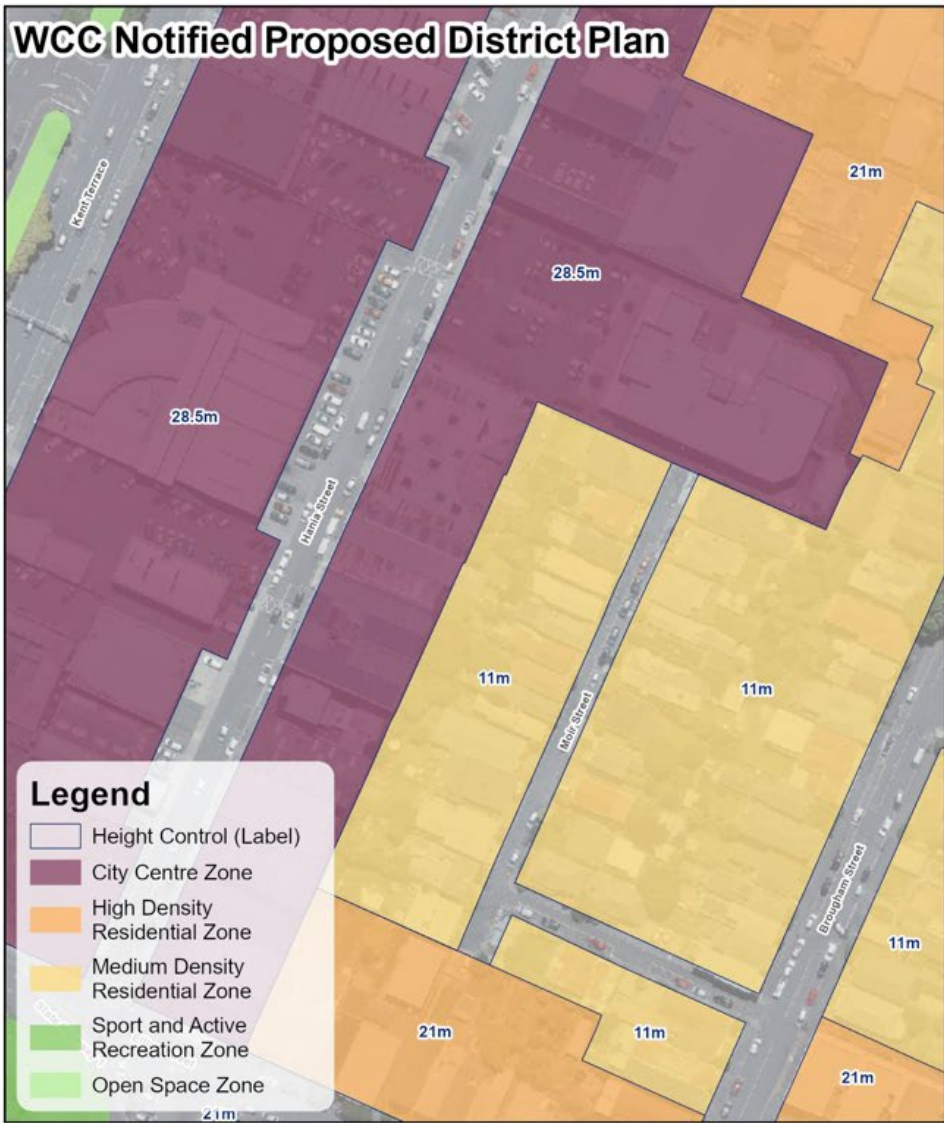 WCC Notified Proposed District Plan
Kent Terrace
21m
28.5m
28.5m
Hania Street
11m
11m
Moir Street
Brougham Street
11m
21m
11m
21m
21m
Legend
Height Control (Label)
City Centre Zone
High Density
Residential Zone
Medium Density
Residential Zone
Sport and Active
Recreation Zone
Open Space Zone